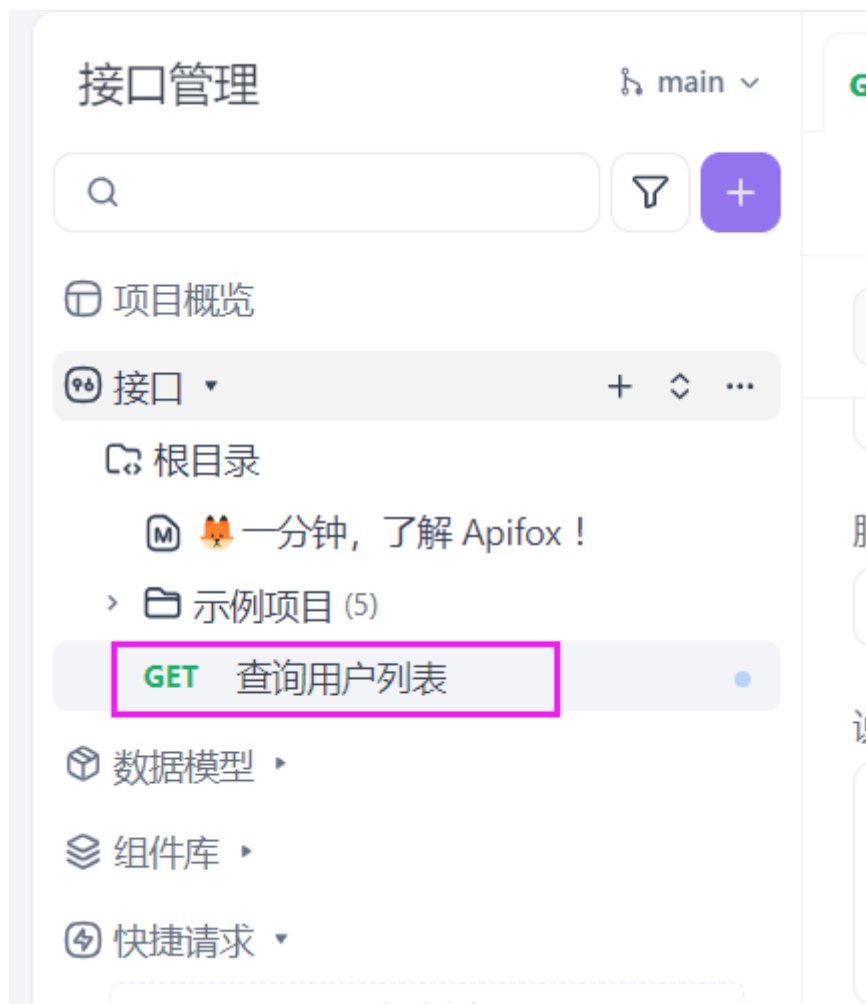 接口管理 main
项目概览
接口
根目录
一分钟，了解 Apifox！
示例项目 (5)
GET 查询用户列表
数据模型
组件库
快捷请求